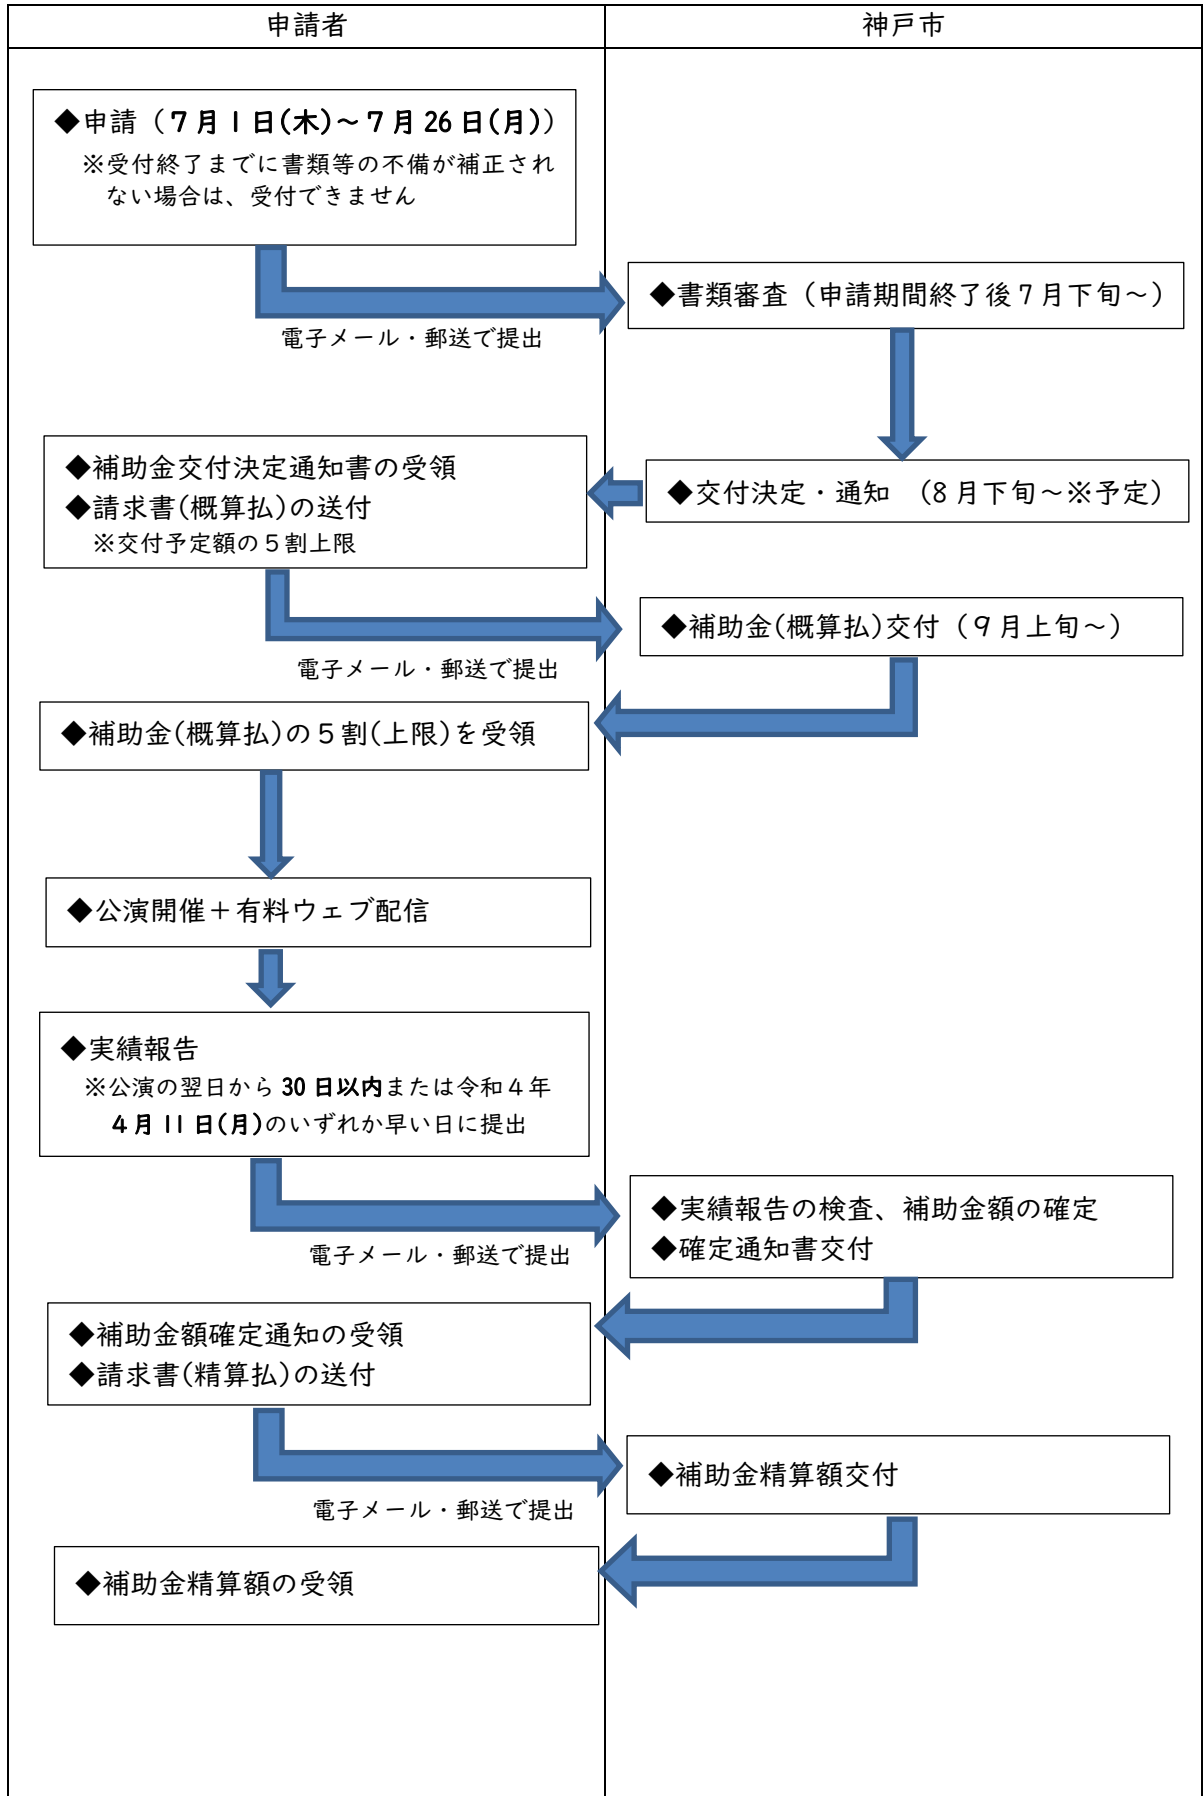 申請者
神戸市
◆申請（７月１日(木)～７月26日(月)）
※受付終了までに書類等の不備が補正され
ない場合は、受付できません
◆書類審査（申請期間終了後７月下旬～）
電子メール・郵送で提出
◆補助金交付決定通知書の受領
◆請求書(概算払)の送付
※交付予定額の５割上限
◆交付決定・通知　（8月下旬～※予定）
◆補助金(概算払)交付（９月上旬～）
電子メール・郵送で提出
◆補助金(概算払)の５割(上限)を受領
◆公演開催＋有料ウェブ配信
◆実績報告
※公演の翌日から30日以内または令和４年
４月11日(月)のいずれか早い日に提出
◆実績報告の検査、補助金額の確定
◆確定通知書交付
電子メール・郵送で提出
◆補助金額確定通知の受領
◆請求書(精算払)の送付
◆補助金精算額交付
電子メール・郵送で提出
◆補助金精算額の受領